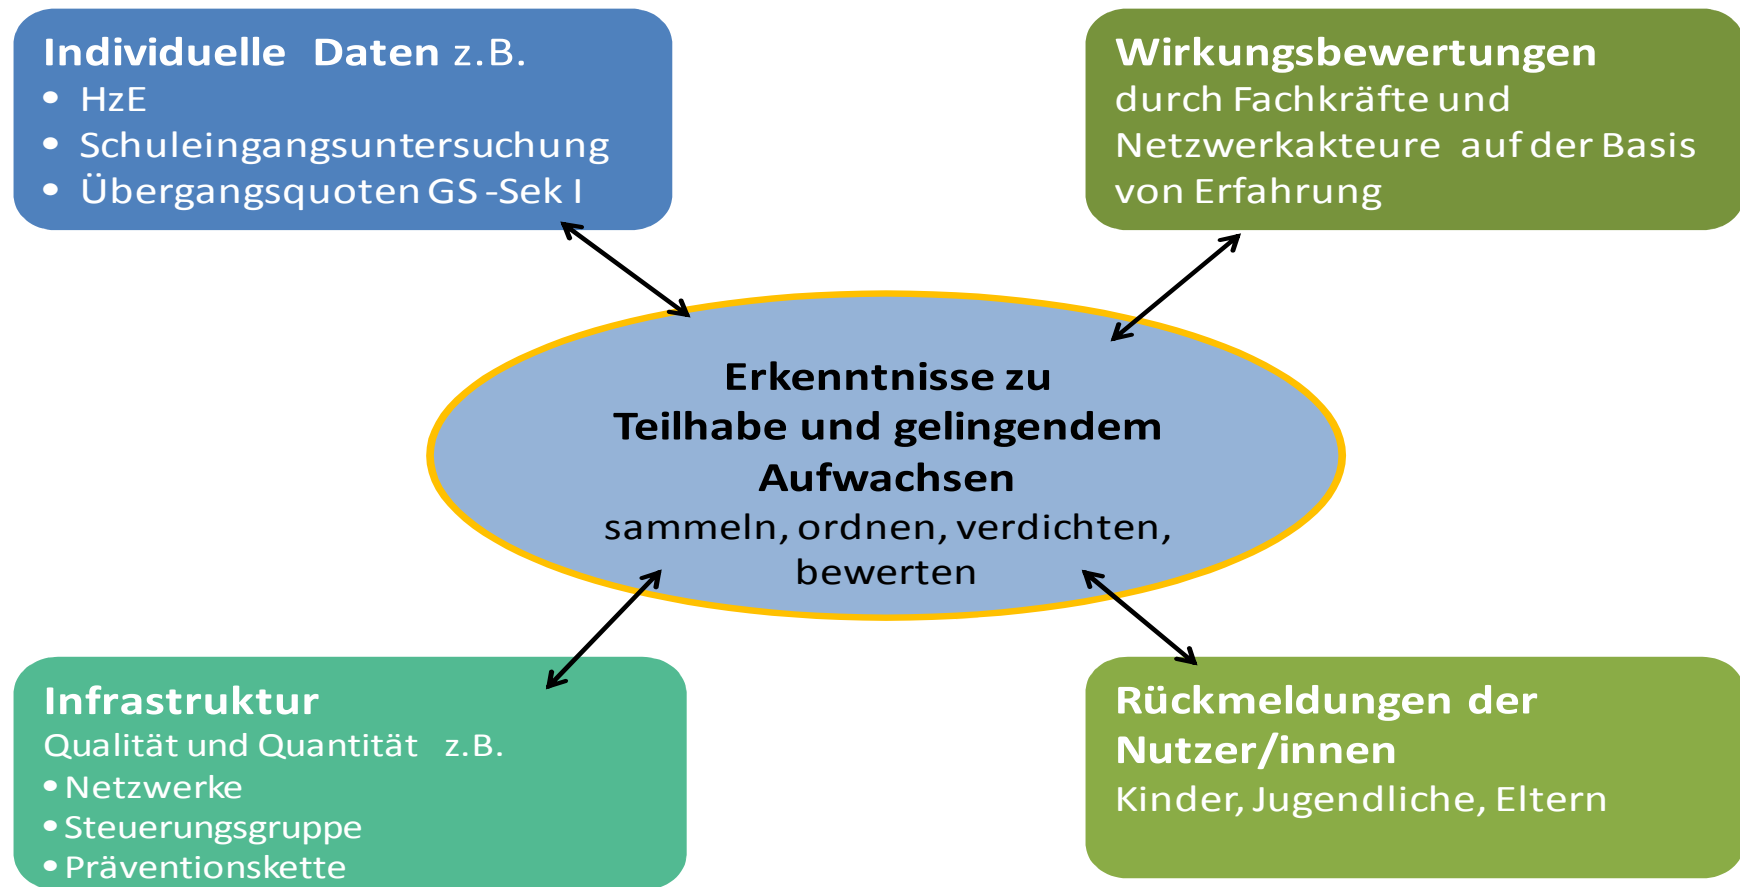 Individuelle Daten z.B.
• HzE
• Schuleingangsuntersuchung
• Übergangsquoten GS -Sek I
Wirkungsbewertungen
durch Fachkräfte und
Netzwerkakteure auf der Basis
von Erfahrung
Erkenntnisse zu
Teilhabe und gelingendem
Aufwachsen
sammeln, ordnen, verdichten,
bewerten
Infrastruktur
Qualität und Quantität z.B.
• Netzwerke
• Steuerungsgruppe
• Präventionskette
Rückmeldungen der
Nutzer/innen
Kinder, Jugendliche, Eltern